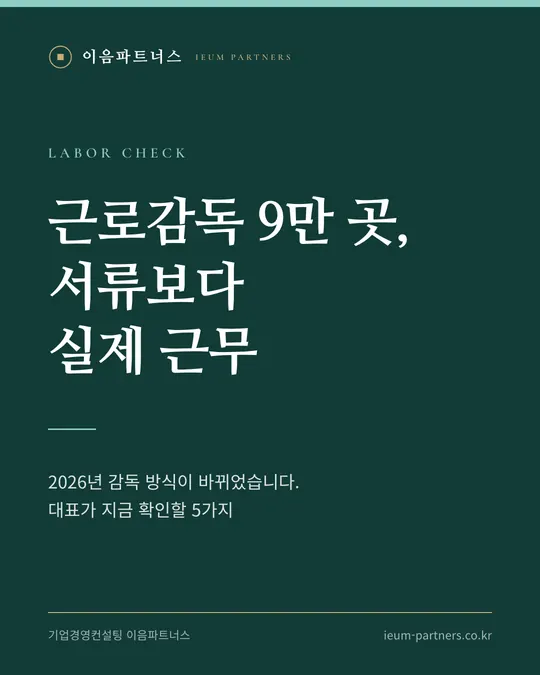 이음파트너스 IEUM PARTNERS
LABOR CHECK
근로감독 9만 곳,
서류보다
실제 근무
2026년 감독 방식이 바뀌었습니다.
대표가 지금 확인할 5가지
기업경영컨설팅 이음파트너스 ieum-partners.co.kr